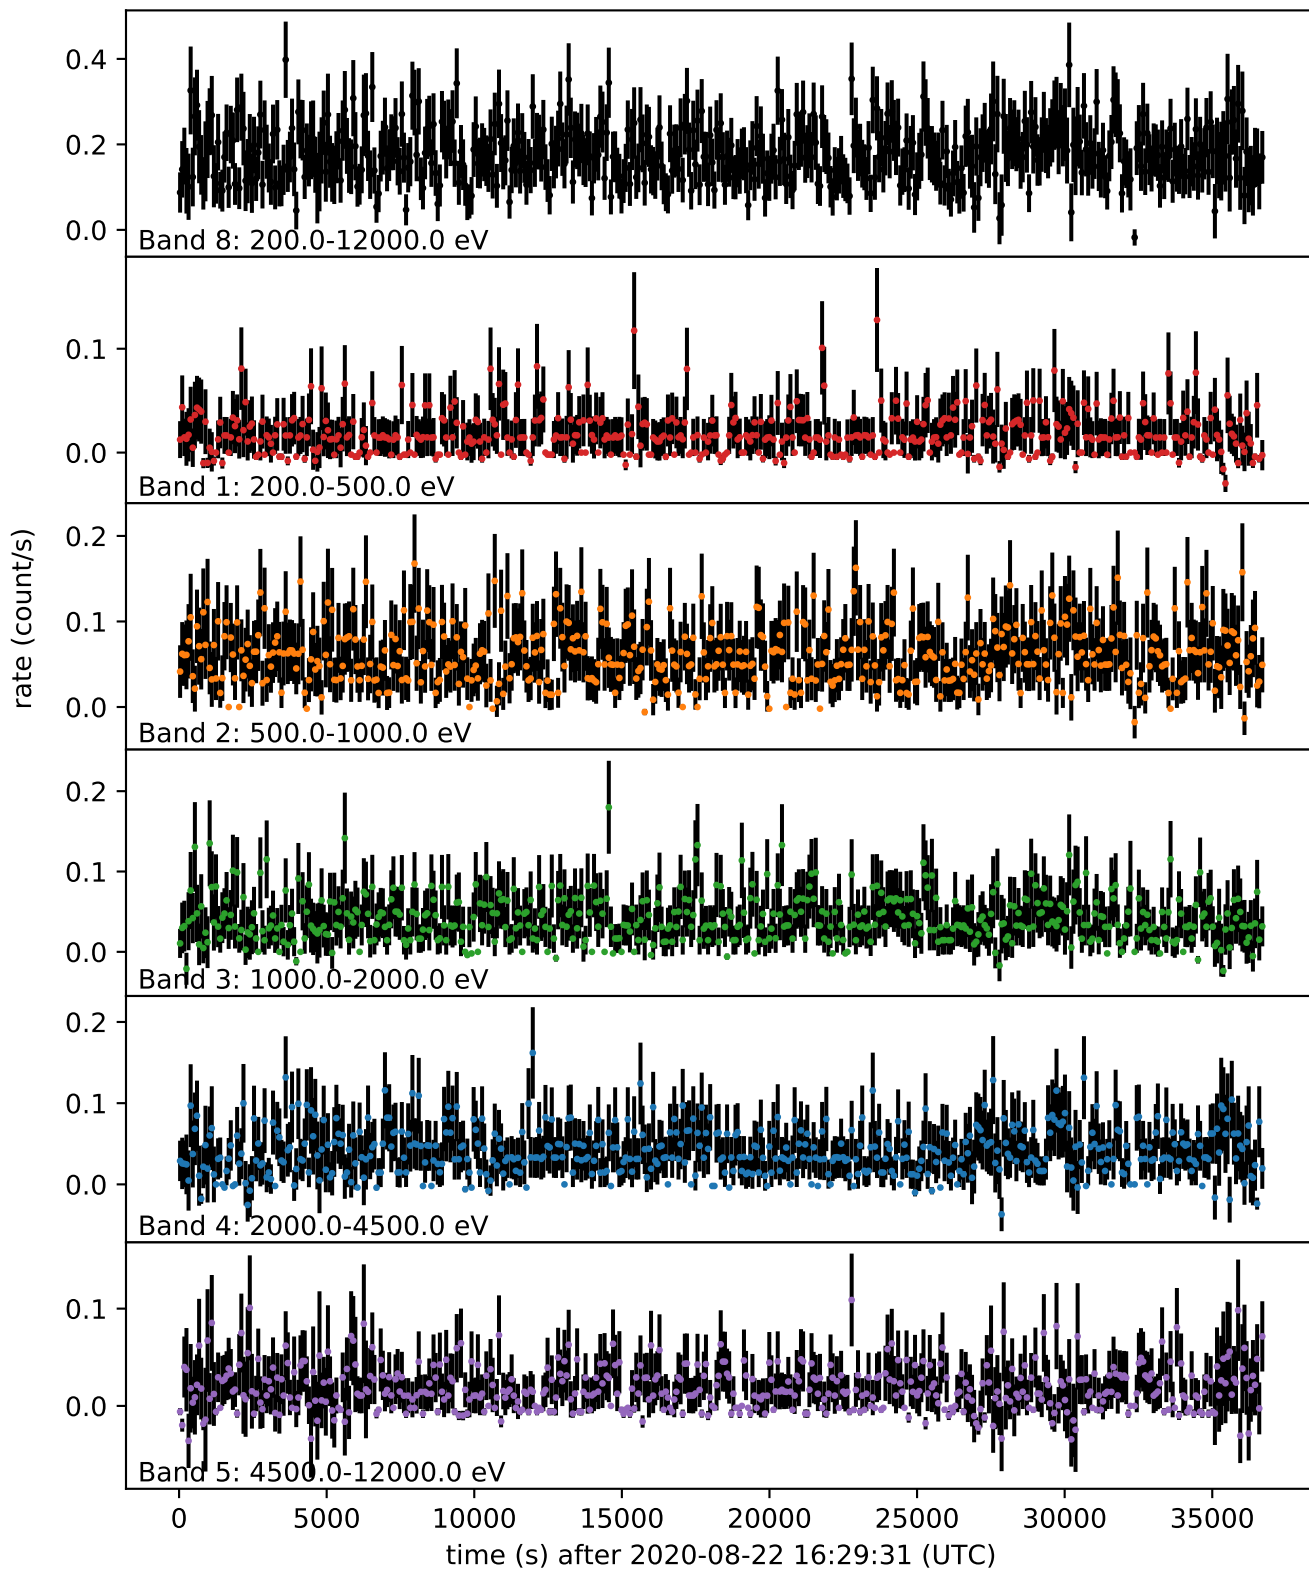 0.4
0.2
0.0
Band 8: 200.0-12000.0 eV
0.1
0.0
Band 1: 200.0-500.0 eV
0.2
0.1
0.0
Band 2: 500.0-1000.0 eV
rate (count/s)
0.2
0.1
0.0
Band 3: 1000.0-2000.0 eV
0.2
0.1
0.0
Band 4: 2000.0-4500.0 eV
0.1
0.0
Band 5: 4500.0-12000.0 eV
0 5000 10000 15000 20000 25000 30000 35000
time (s) after 2020-08-22 16:29:31 (UTC)